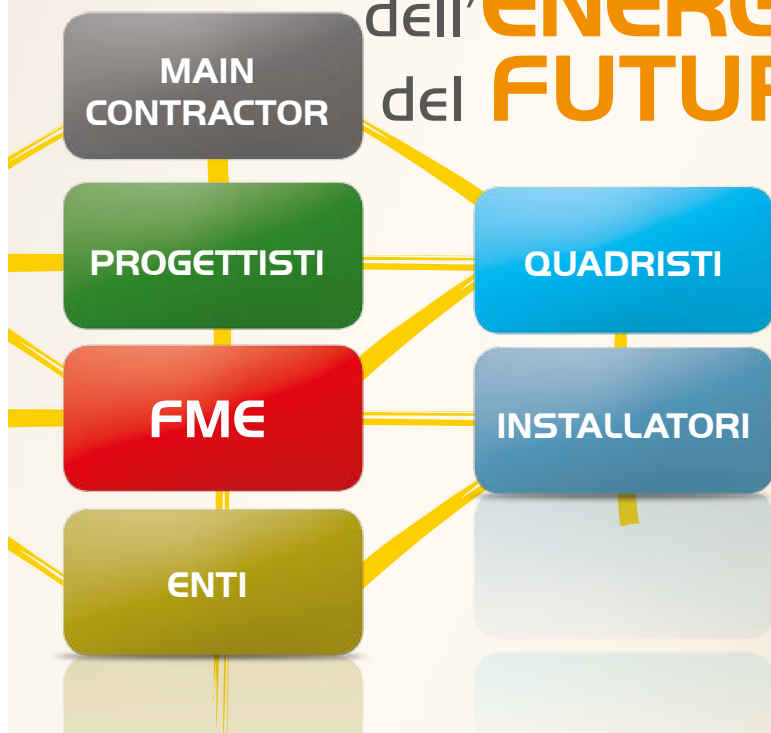 dell'ENERG
del FUTUR
MAIN
CONTRACTOR
PROGETTISTI
QUADRISTI
FME
INSTALLATORI
ENTI